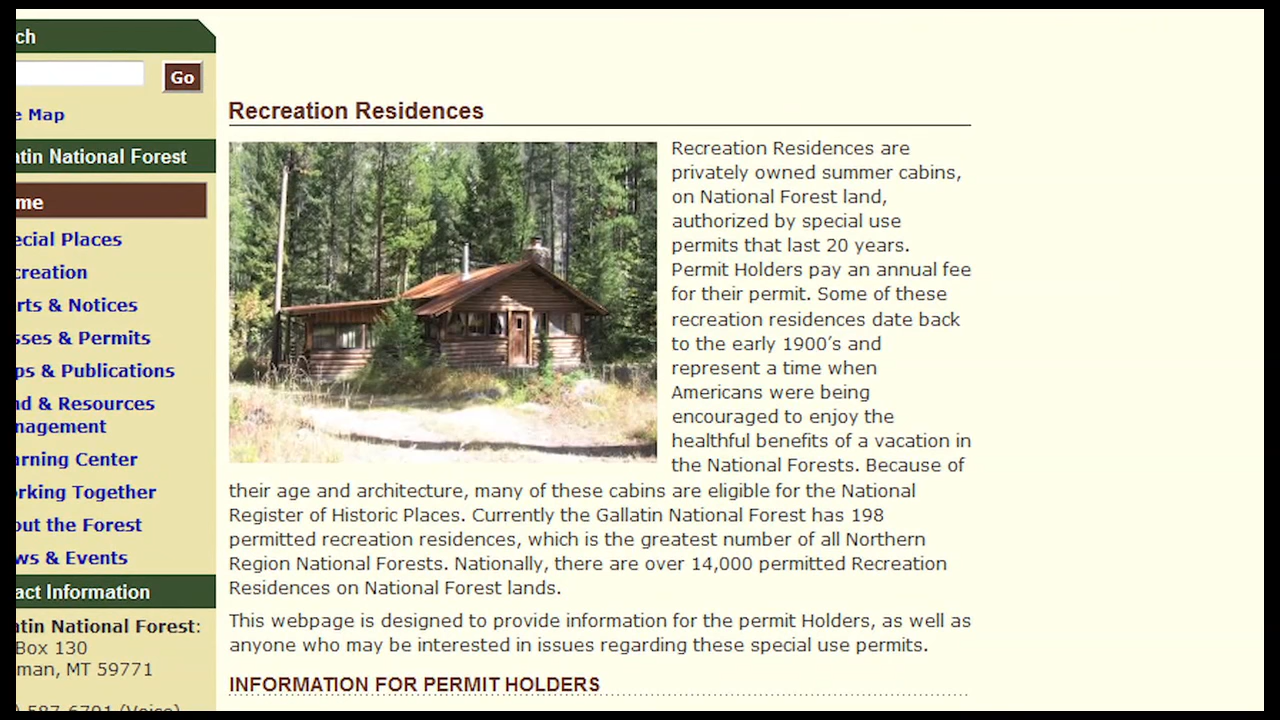 ch
Go
e Map
atin National Forest
me
ecial Places
creation
rts & Notices
sses & Permits
ps & Publications
nd & Resources
nagement
arning Center
orking Together
out the Forest
ws & Events
act Information
atin National Forest:
Box 130
man, MT 59771
587-6701 (Voice)
Recreation Residences
Recreation Residences are
privately owned summer cabins,
on National Forest land,
authorized by special use
permits that last 20 years.
Permit Holders pay an annual fee
for their permit. Some of these
recreation residences date back
to the early 1900's and
represent a time when
Americans were being
encouraged to enjoy the
healthful benefits of a vacation in
the National Forests. Because of
their age and architecture, many of these cabins are eligible for the National
Register of Historic Places. Currently the Gallatin National Forest has 198
permitted recreation residences, which is the greatest number of all Northern
Region National Forests. Nationally, there are over 14,000 permitted Recreation
Residences on National Forest lands.
This webpage is designed to provide information for the permit Holders, as well as
anyone who may be interested in issues regarding these special use permits.
INFORMATION FOR PERMIT HOLDERS